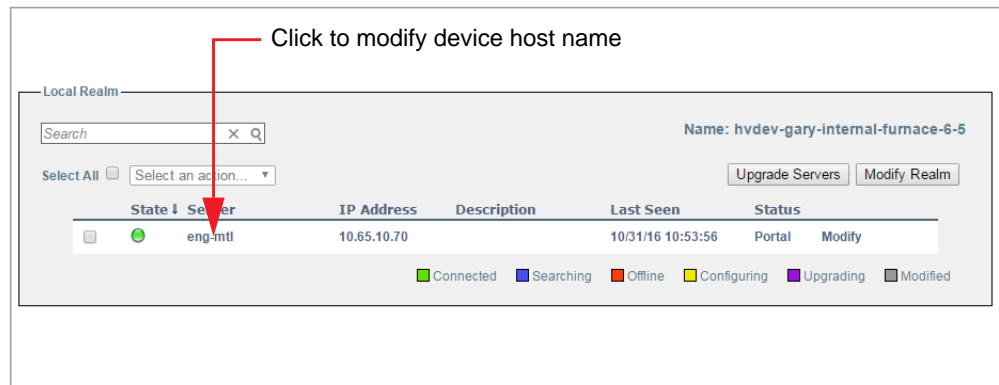 Click to modify device host name
Local Realm
Search
Name: hvdev-gary-internal-furnace-6-5
Select All Select an action... Upgrade Servers Modify Realm
State Server IP Address Description Last Seen Status
eng-mtl 10.65.10.70 10/31/16 10:53:56 Portal Modify
Connected Searching Offline Configuring Upgrading Modified